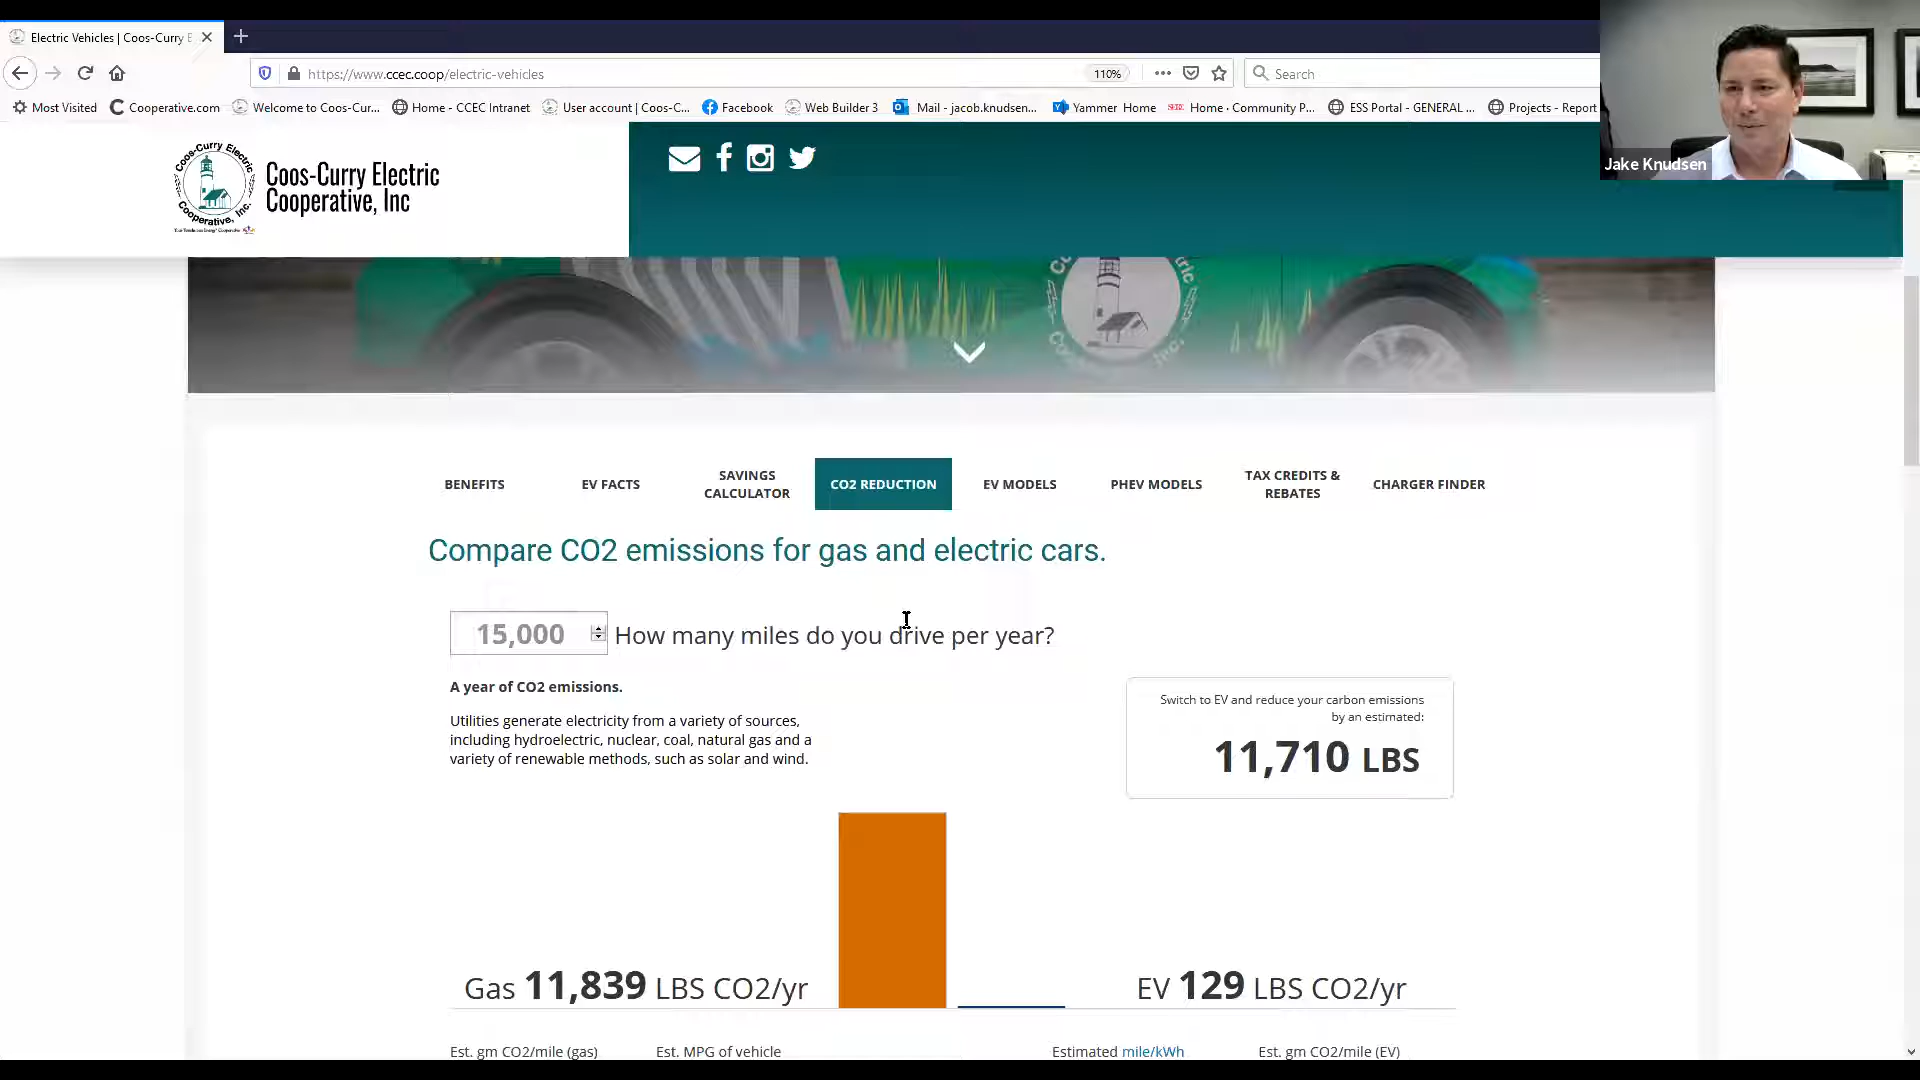 Electric Vehicles | Coos-Curry E
https://www.ccec.coop/electric-vehicles
110%
Search
Most Visited
Cooperative.com
Welcome to Coos-Cur...
Home - CCEC Intranet
User account | Coos-C...
Facebook
Web Builder 3
Mail - jacob.knudsen...
Yammer Home
Home · Community P...
ESS Portal - GENERAL ...
Projects - Report
Jake Knudsen
Coos-Curry Electric
Cooperative, Inc.
Coos-Curry Electric
Cooperative, Inc
BENEFITS
EV FACTS
SAVINGS
CALCULATOR
CO2 REDUCTION
EV MODELS
PHEV MODELS
TAX CREDITS &
REBATES
CHARGER FINDER
Compare CO2 emissions for gas and electric cars.
15,000 How many miles do you drive per year?
A year of CO2 emissions.
Utilities generate electricity from a variety of sources,
including hydroelectric, nuclear, coal, natural gas and a
variety of renewable methods, such as solar and wind.
Switch to EV and reduce your carbon emissions
by an estimated:
11,710 LBS
Gas 11,839 LBS CO2/yr
EV 129 LBS CO2/yr
Est. gm CO2/mile (gas)
Est. MPG of vehicle
Estimated mile/kWh
Est. gm CO2/mile (EV)